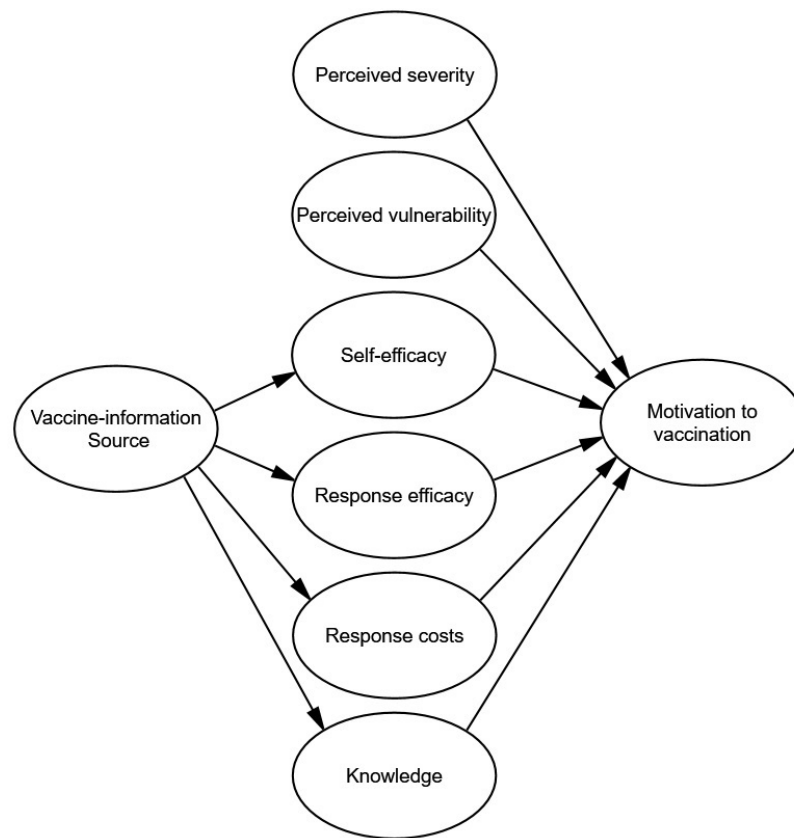 Perceived severity
Perceived vulnerability
Self-efficacy
Vaccine-information
Source
Motivation to
vaccination
Response efficacy
Response costs
Knowledge